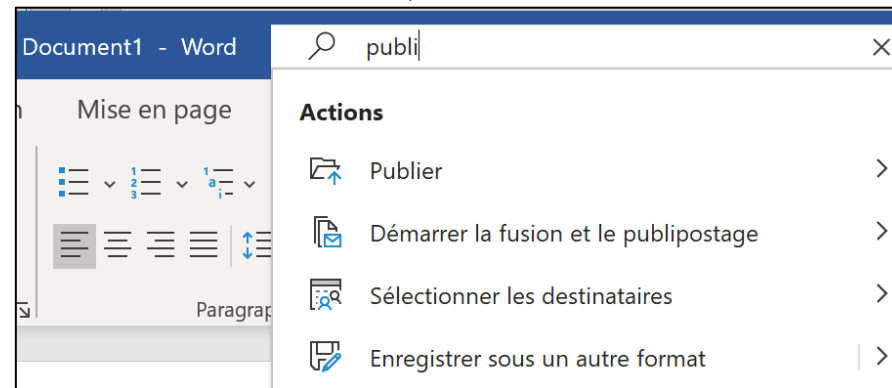 Document1 - Word
publi
Mise en page
Actions
Publier
Démarrer la fusion et le publipostage
Sélectionner les destinataires
Paragrap
Enregistrer sous un autre format